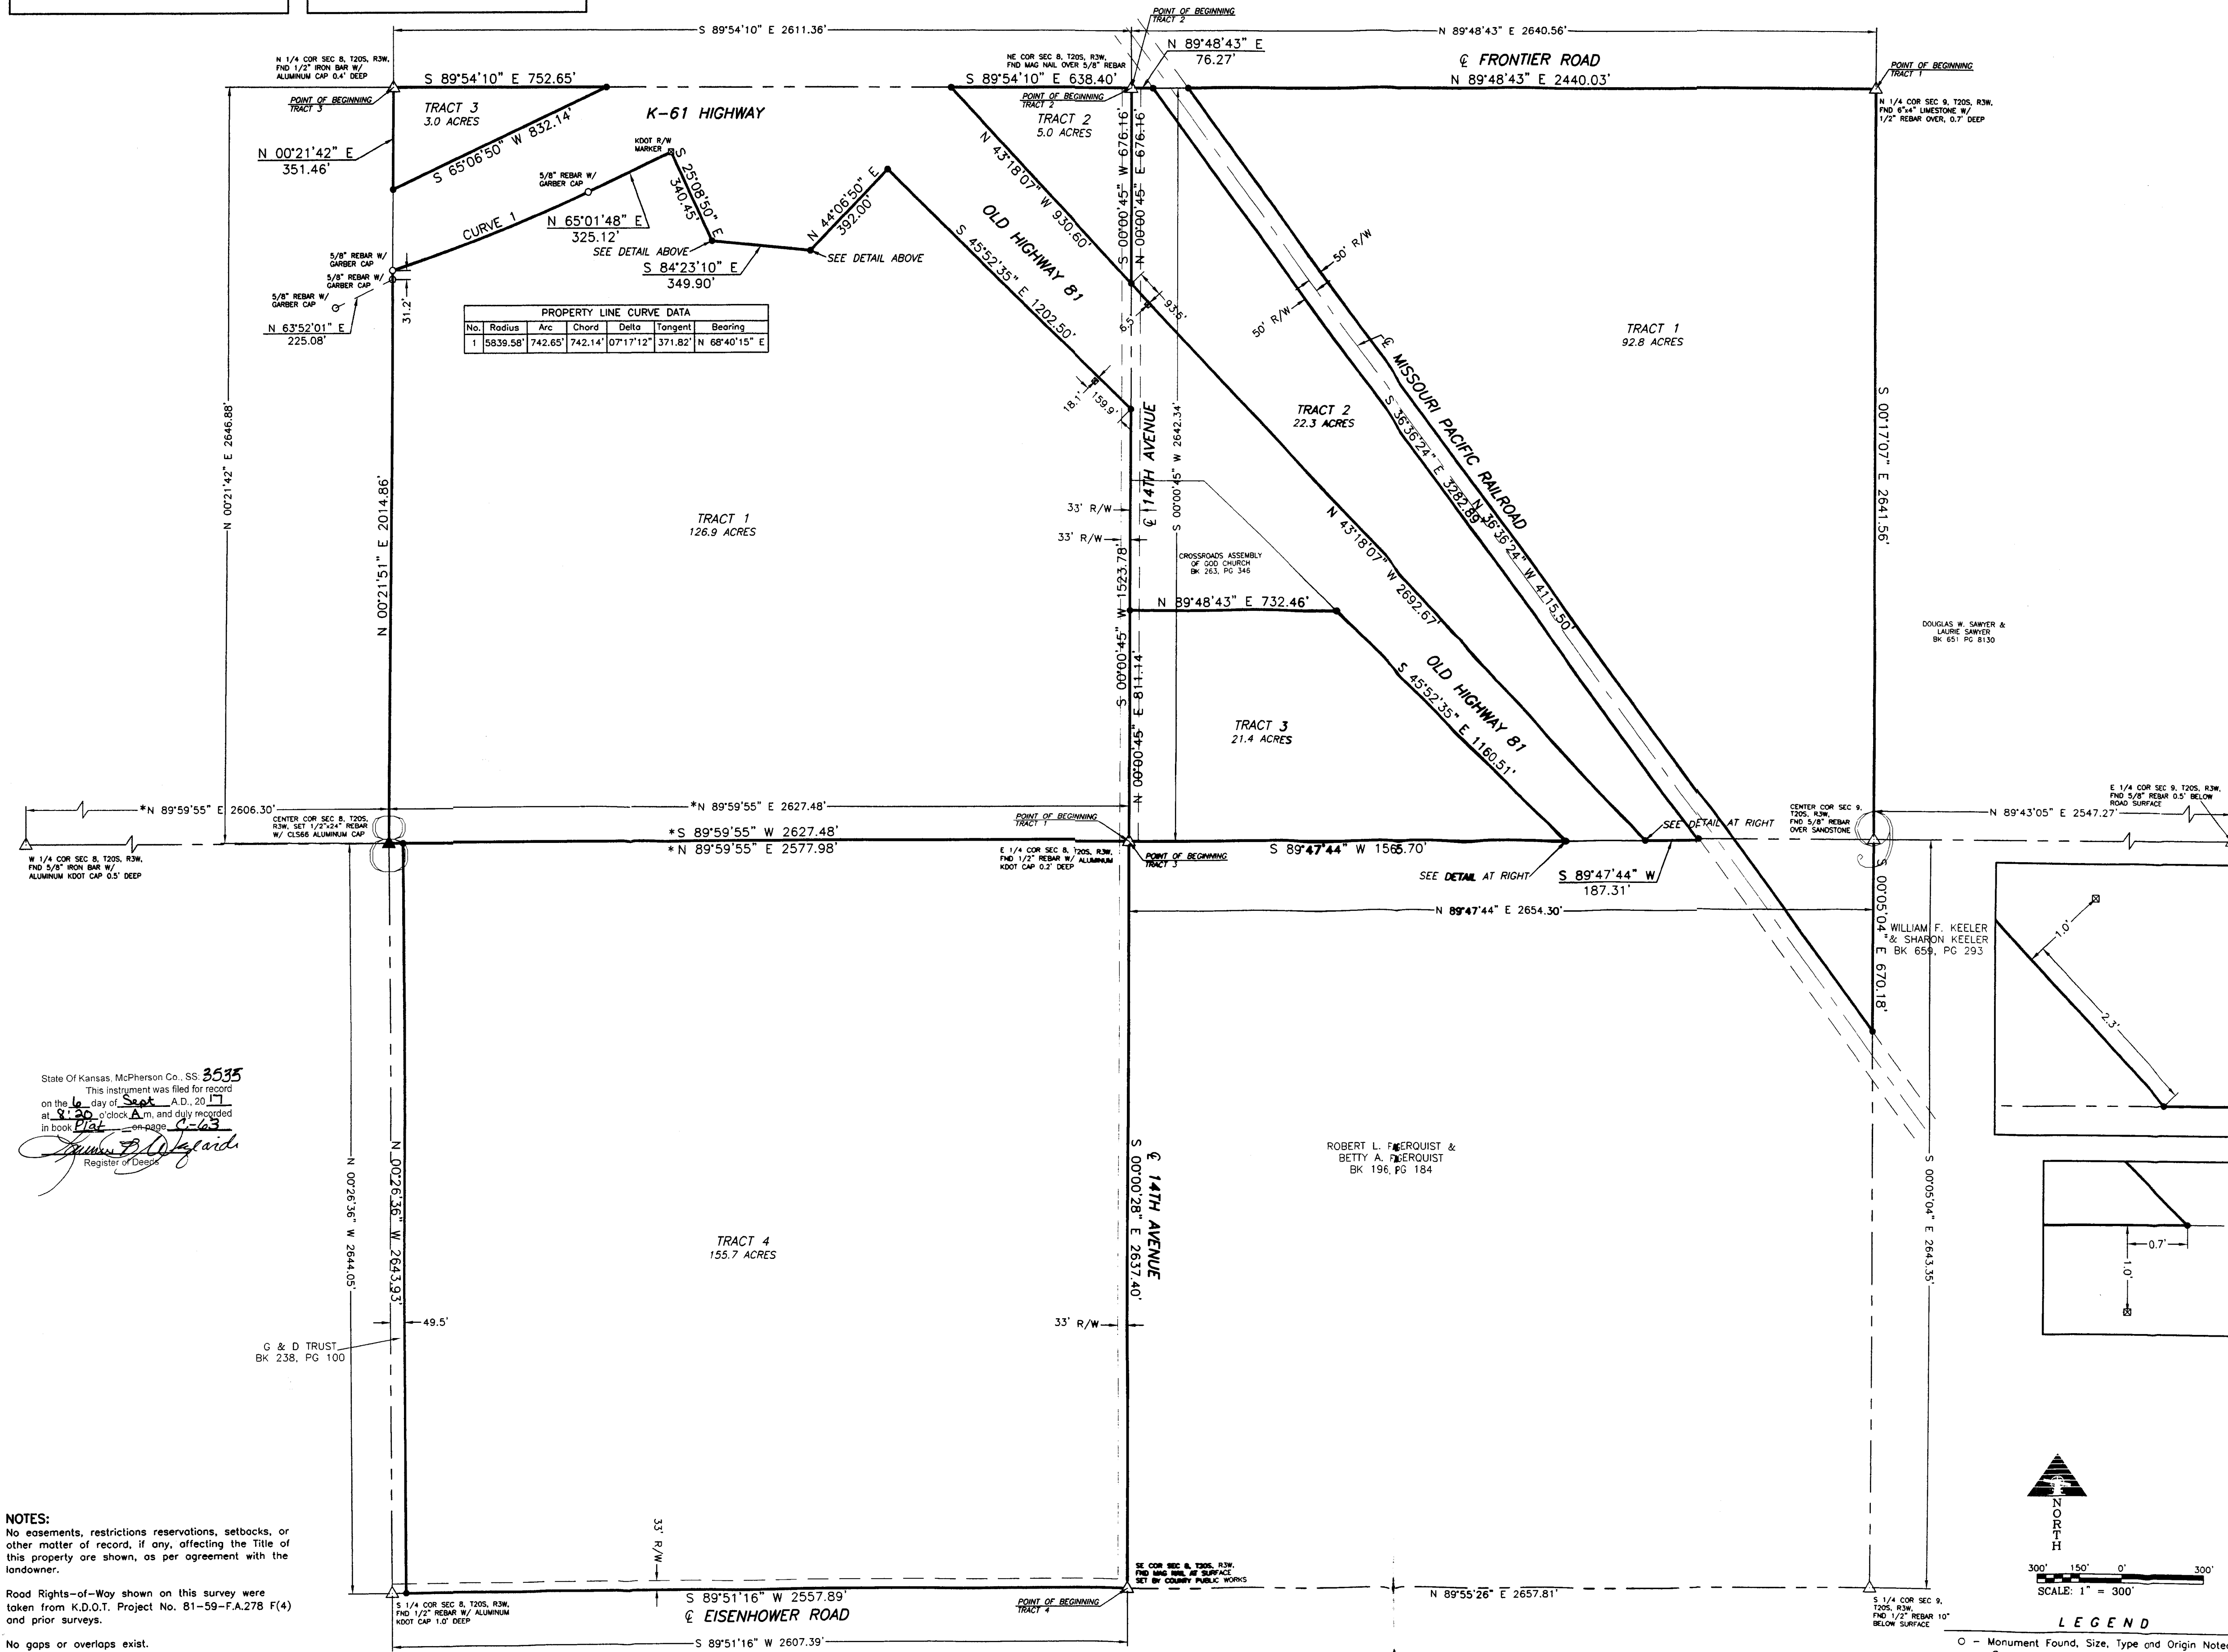 POINT OF BEGINNING
TRACT 2
S 89°54'10" E 2611.36'
N 89°48'43" E 2640.56'
N 89°48'43" E
76.27'
℄ FRONTIER ROAD
N 89°48'43" E 2440.03'
N 1/4 COR SEC 8, T20S, R3W,
FND 1/2" IRON BAR W/
ALUMINUM CAP 0.4' DEEP
S 89°54'10" E 752.65'
NE COR SEC 8, T20S, R3W,
FND MAG NAIL OVER 5/8" REBAR
S 89°54'10" E 638.40'
POINT OF BEGINNING
TRACT 1
POINT OF BEGINNING
TRACT 3
TRACT 3
3.0 ACRES
K-61 HIGHWAY
POINT OF BEGINNING
TRACT 2
TRACT 2
5.0 ACRES
N 1/4 COR SEC 9, T20S, R3W,
FND 6"x4" LIMESTONE W/
1/2" REBAR OVER, 0.7' DEEP
N 00°21'42" E
351.46'
S 65°06'50" W 832.14'
KDOT R/W
MARKER
S 25°08'50" E
340.45'
5/8" REBAR W/
GARBER CAP
N 65°01'48" E
325.12'
CURVE 1
N 44°06'50" E
392.00'
SEE DETAIL ABOVE
SEE DETAIL ABOVE
S 84°23'10" E
349.90'
N 43°18'07" W 930.60'
S 00°00'45" W 676.16'
N 00°00'45" E 676.16'
OLD HIGHWAY 81
S 45°52'35" E 1202.50'
50' R/W
50' R/W
5/8" REBAR W/
GARBER CAP
5/8" REBAR W/
GARBER CAP
5/8" REBAR W/
GARBER CAP
31.2'
N 63°52'01" E
225.08'
93.6'
6.5'
PROPERTY LINE CURVE DATA
No. Radius Arc Chord Delta Tangent Bearing
1 5839.58' 742.65' 742.14' 07°17'12" 371.82' N 68°40'15" E
TRACT 1
92.8 ACRES
℄ MISSOURI PACIFIC RAILROAD
S 36°36'24" E 3282.89'
N 36°36'24" W 4115.50'
18.1'
159.9'
TRACT 2
22.3 ACRES
N 00°21'42" E 2646.88'
N 00°21'51" E 2014.86'
℄ 14TH AVENUE
S 00°00'45" W 2642.34'
S 00°17'07" E 2641.56'
TRACT 1
126.9 ACRES
33' R/W
33' R/W
S 00°00'45" W 1523.78'
CROSSROADS ASSEMBLY
OF GOD CHURCH
BK 263, PG 346
N 43°18'07" W 2692.67'
N 89°48'43" E 732.46'
DOUGLAS W. SAWYER &
LAURIE SAWYER
BK 651 PG 8130
N 00°00'45" E 811.14'
OLD HIGHWAY 81
S 45°52'35" E 1160.51'
TRACT 3
21.4 ACRES
*N 89°59'55" E 2606.30'
*N 89°59'55" E 2627.48'
CENTER COR SEC 8, T20S,
R3W, SET 1/2"x24" REBAR
W/ CLS66 ALUMINUM CAP
*S 89°59'55" W 2627.48'
*N 89°59'55" E 2577.98'
POINT OF BEGINNING
TRACT 1
E 1/4 COR SEC 8, T20S, R3W,
FND 1/2" REBAR W/ ALUMINUM
KDOT CAP 0.2' DEEP
POINT OF BEGINNING
TRACT 3
SEE DETAIL AT RIGHT
CENTER COR SEC 9,
T20S, R3W,
FND 5/8" REBAR
OVER SANDSTONE
N 89°43'05" E 2547.27'
E 1/4 COR SEC 9, T20S, R3W,
FND 5/8" REBAR 0.5' BELOW
ROAD SURFACE
W 1/4 COR SEC 8, T20S, R3W,
FND 5/8" IRON BAR W/
ALUMINUM KDOT CAP 0.5' DEEP
S 89°47'44" W 1565.70'
SEE DETAIL AT RIGHT
S 89°47'44" W
187.31'
N 89°47'44" E 2654.30'
S 00°05'04" E 670.18'
WILLIAM F. KEELER
& SHARON KEELER
BK 659, PG 293
1.0'
2.3'
State Of Kansas, McPherson Co., SS: 3535
This instrument was filed for record
on the 6 day of Sept A.D., 2017
at 8:20 o'clock A m, and duly recorded
in book Plat on page C-63
Register of Deeds
N 00°26'36" W 2644.05'
N 00°26'36" W 2643.93'
S 00°00'28" E 2637.40'
℄ 14TH AVENUE
ROBERT L. &
BETTY A.
BK 196, PG 184
S 00°05'04" E 2643.35'
TRACT 4
155.7 ACRES
0.7'
1.0'
49.5'
33' R/W
G & D TRUST
BK 238, PG 100
NORTH
300' 150' 0' 300'
SCALE: 1" = 300'
NOTES:
No easements, restrictions reservations, setbacks, or
other matter of record, if any, affecting the Title of
this property are shown, as per agreement with the
landowner.
Road Rights-of-Way shown on this survey were
taken from K.D.O.T. Project No. 81-59-F.A.278 F(4)
and prior surveys.
No gaps or overlaps exist.
33' R/W
S 1/4 COR SEC 8, T20S, R3W,
FND 1/2" REBAR W/ ALUMINUM
KDOT CAP 1.0' DEEP
S 89°51'16" W 2557.89'
℄ EISENHOWER ROAD
SE COR SEC 8, T20S, R3W,
FND MAG NAIL AT SURFACE
SET BY COUNTY PUBLIC WORKS
POINT OF BEGINNING
TRACT 4
N 89°55'26" E 2657.81'
S 1/4 COR SEC 9,
T20S, R3W,
FND 1/2" REBAR 10"
BELOW SURFACE
S 89°51'16" W 2607.39'
LEGEND
O - Monument Found, Size, Type and Origin Noted